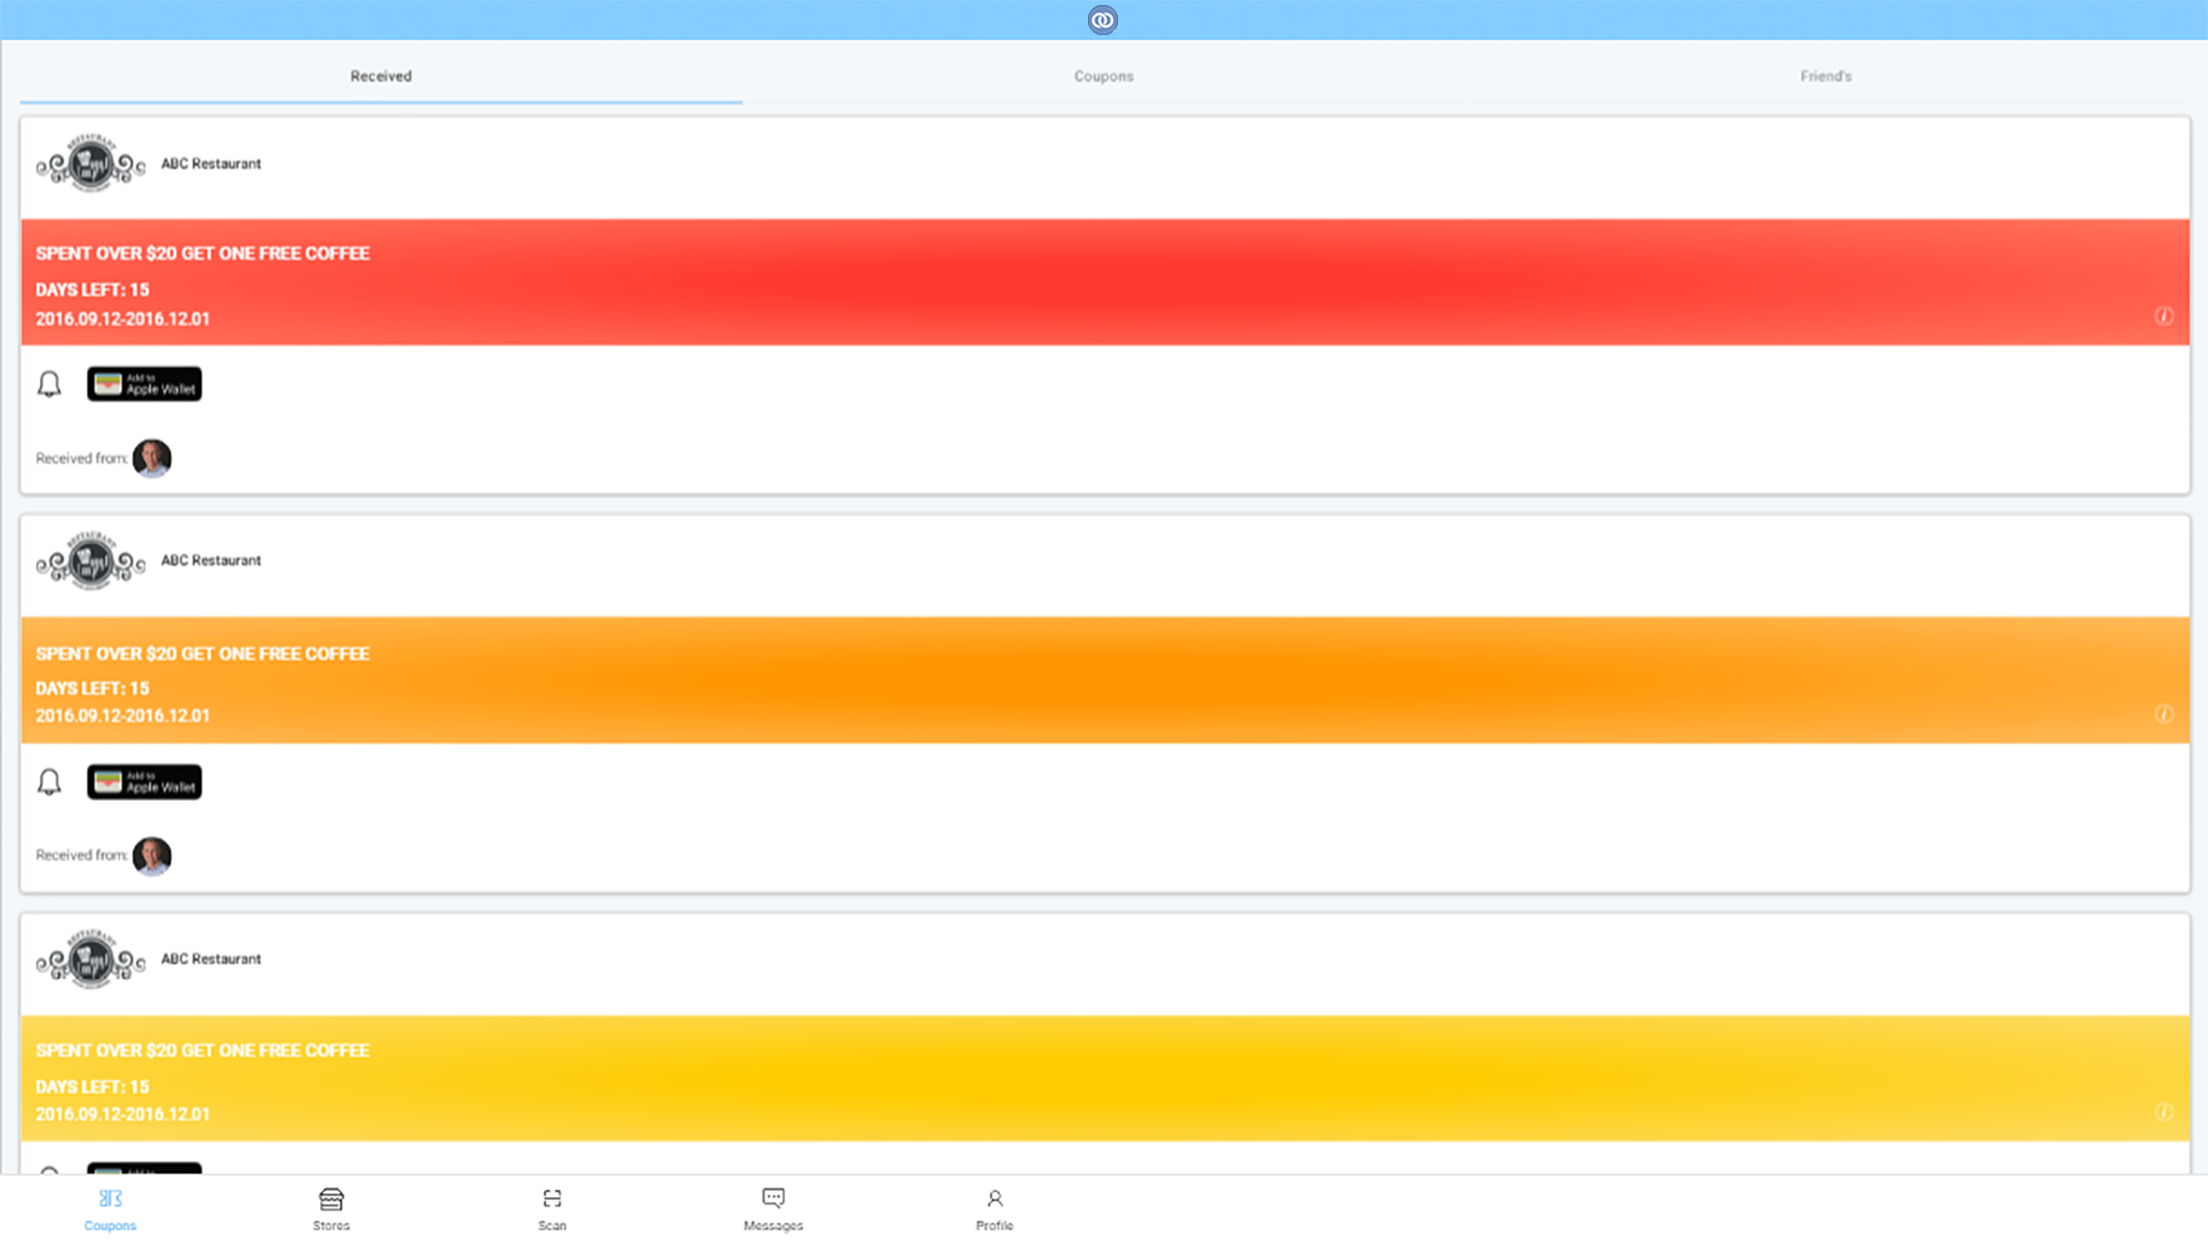 Received
Coupons
Friend's
RESTAURANT
ABC Restaurant
SPENT OVER $20 GET ONE FREE COFFEE
DAYS LEFT: 15
2016.09.12-2016.12.01
Add to
Apple Wallet
Received from:
RESTAURANT
ABC Restaurant
SPENT OVER $20 GET ONE FREE COFFEE
DAYS LEFT: 15
2016.09.12-2016.12.01
Add to
Apple Wallet
Received from:
RESTAURANT
ABC Restaurant
SPENT OVER $20 GET ONE FREE COFFEE
DAYS LEFT: 15
2016.09.12-2016.12.01
Coupons
Stores
Scan
Messages
Profile